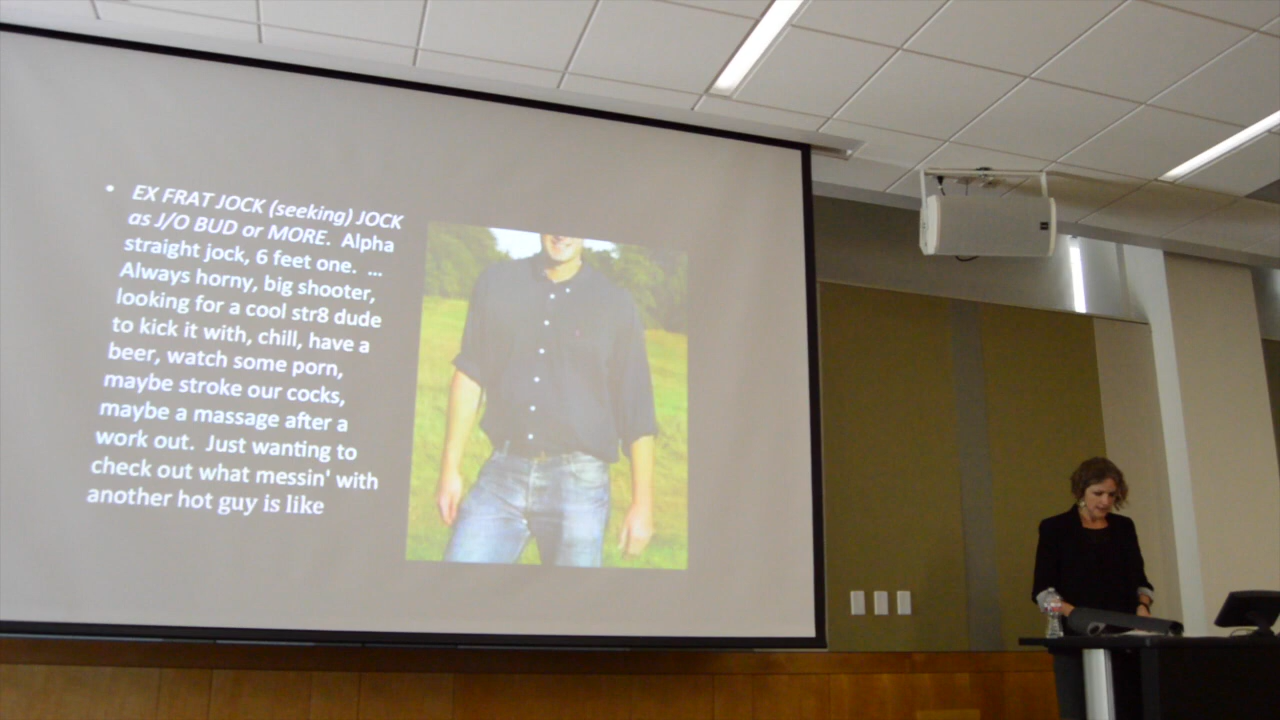 • EX FRAT JOCK (seeking) JOCK
as J/O BUD or MORE. Alpha
straight jock, 6 feet one. ...
Always horny, big shooter,
looking for a cool str8 dude
to kick it with, chill, have a
beer, watch some porn,
maybe stroke our cocks,
maybe a massage after a
work out. Just wanting to
check out what messin' with
another hot guy is like